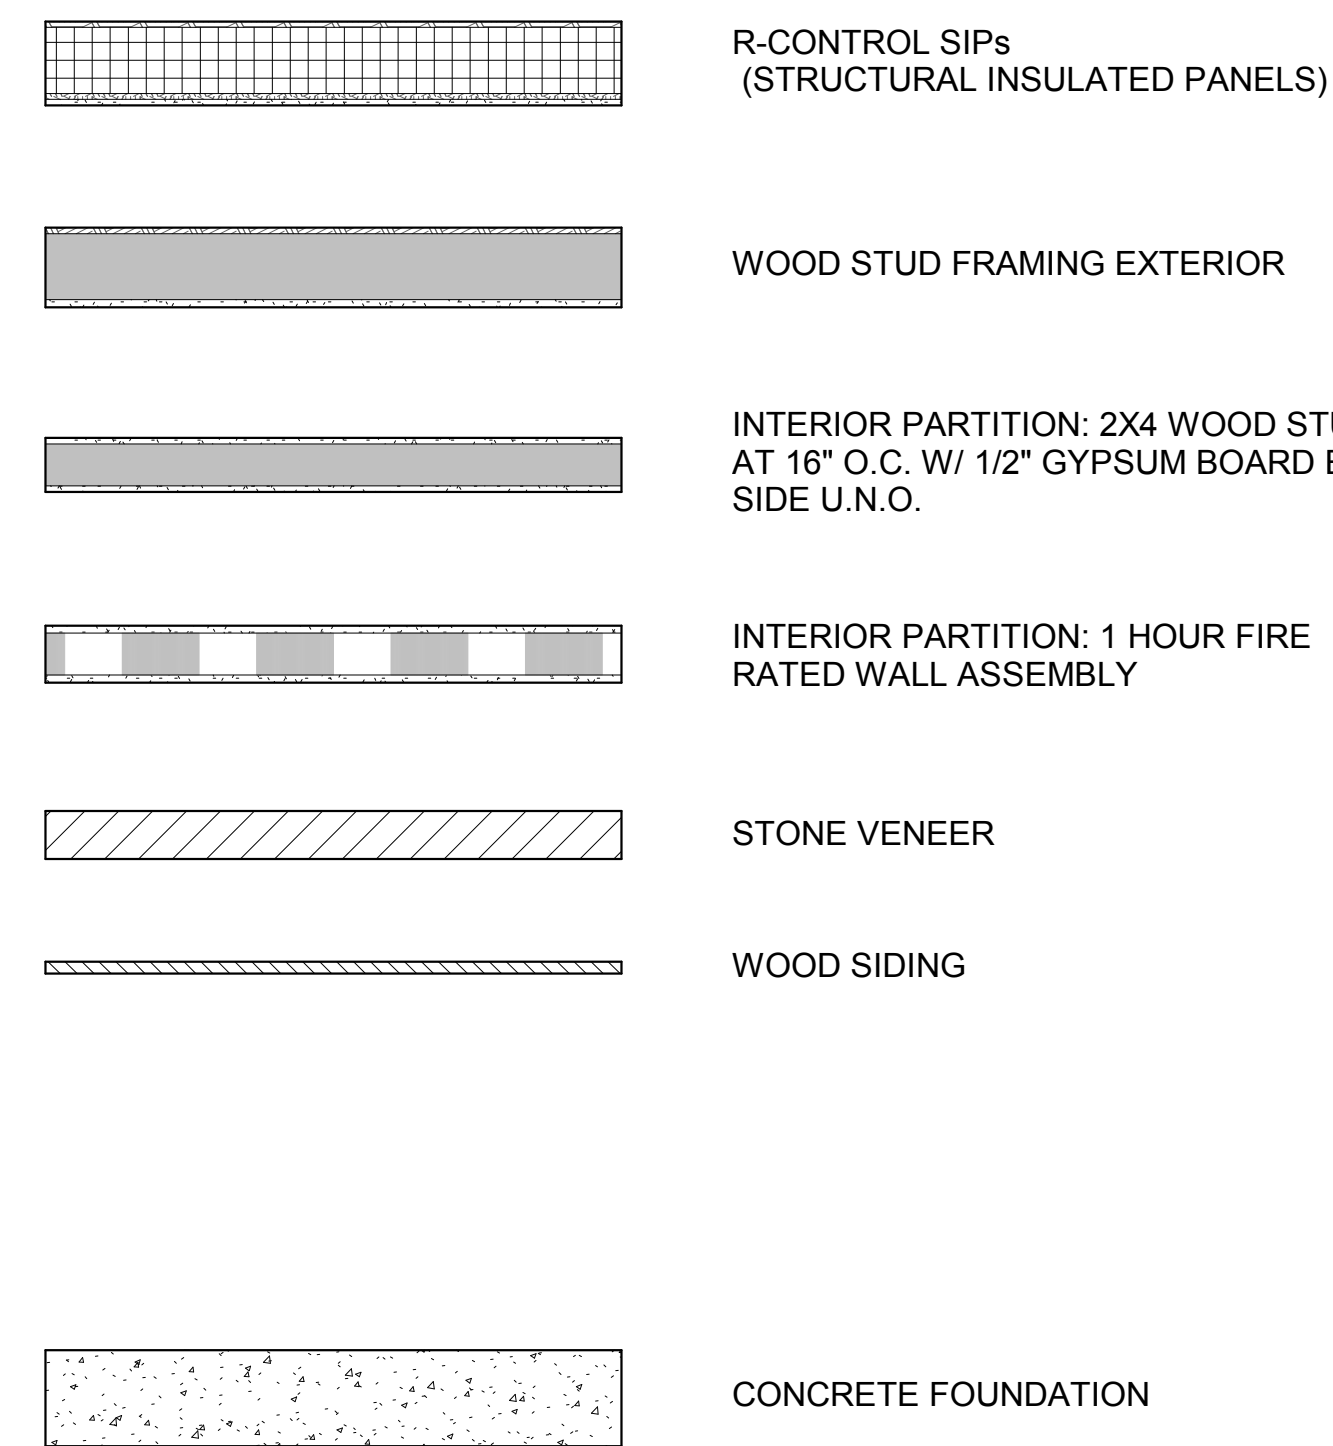 R-CONTROL SIPs
(STRUCTURAL INSULATED PANELS)
WOOD STUD FRAMING EXTERIOR
INTERIOR PARTITION: 2X4 WOOD
AT 16" O.C. W/ 1/2" GYPSUM BOARD
SIDE U.N.O.
INTERIOR PARTITION: 1 HOUR FIRE
RATED WALL ASSEMBLY
STONE VENEER
WOOD SIDING
CONCRETE FOUNDATION